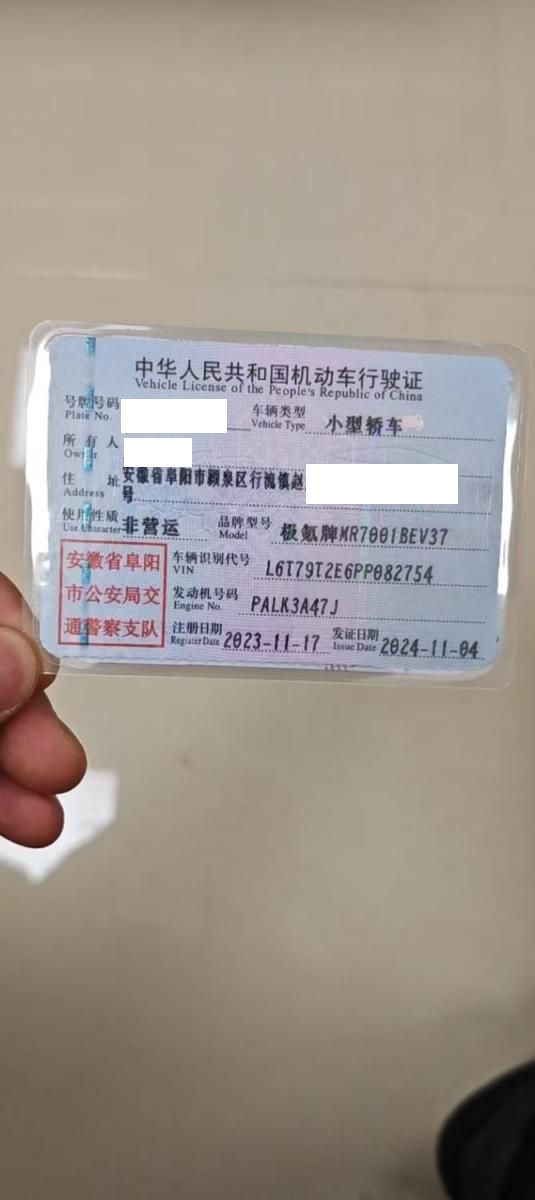 中华人民共和国机动车行驶证
Vehicle License of the People's Republic of China
号牌号码
Plate No.
车辆类型
Vehicle Type
小型轿车
所有人
Owner
住址
Address
安徽省阜阳市颍泉区行流镇赵
号
使用性质
Use Character
非营运
品牌型号
Model
极氪牌MR7001BEV37
安徽省阜阳
市公安局交
通警察支队
车辆识别代号
VIN
L6T79T2E6PP082754
发动机号码
Engine No.
PALK3A47J
注册日期
Register Date
2023-11-17
发证日期
Issue Date
2024-11-04